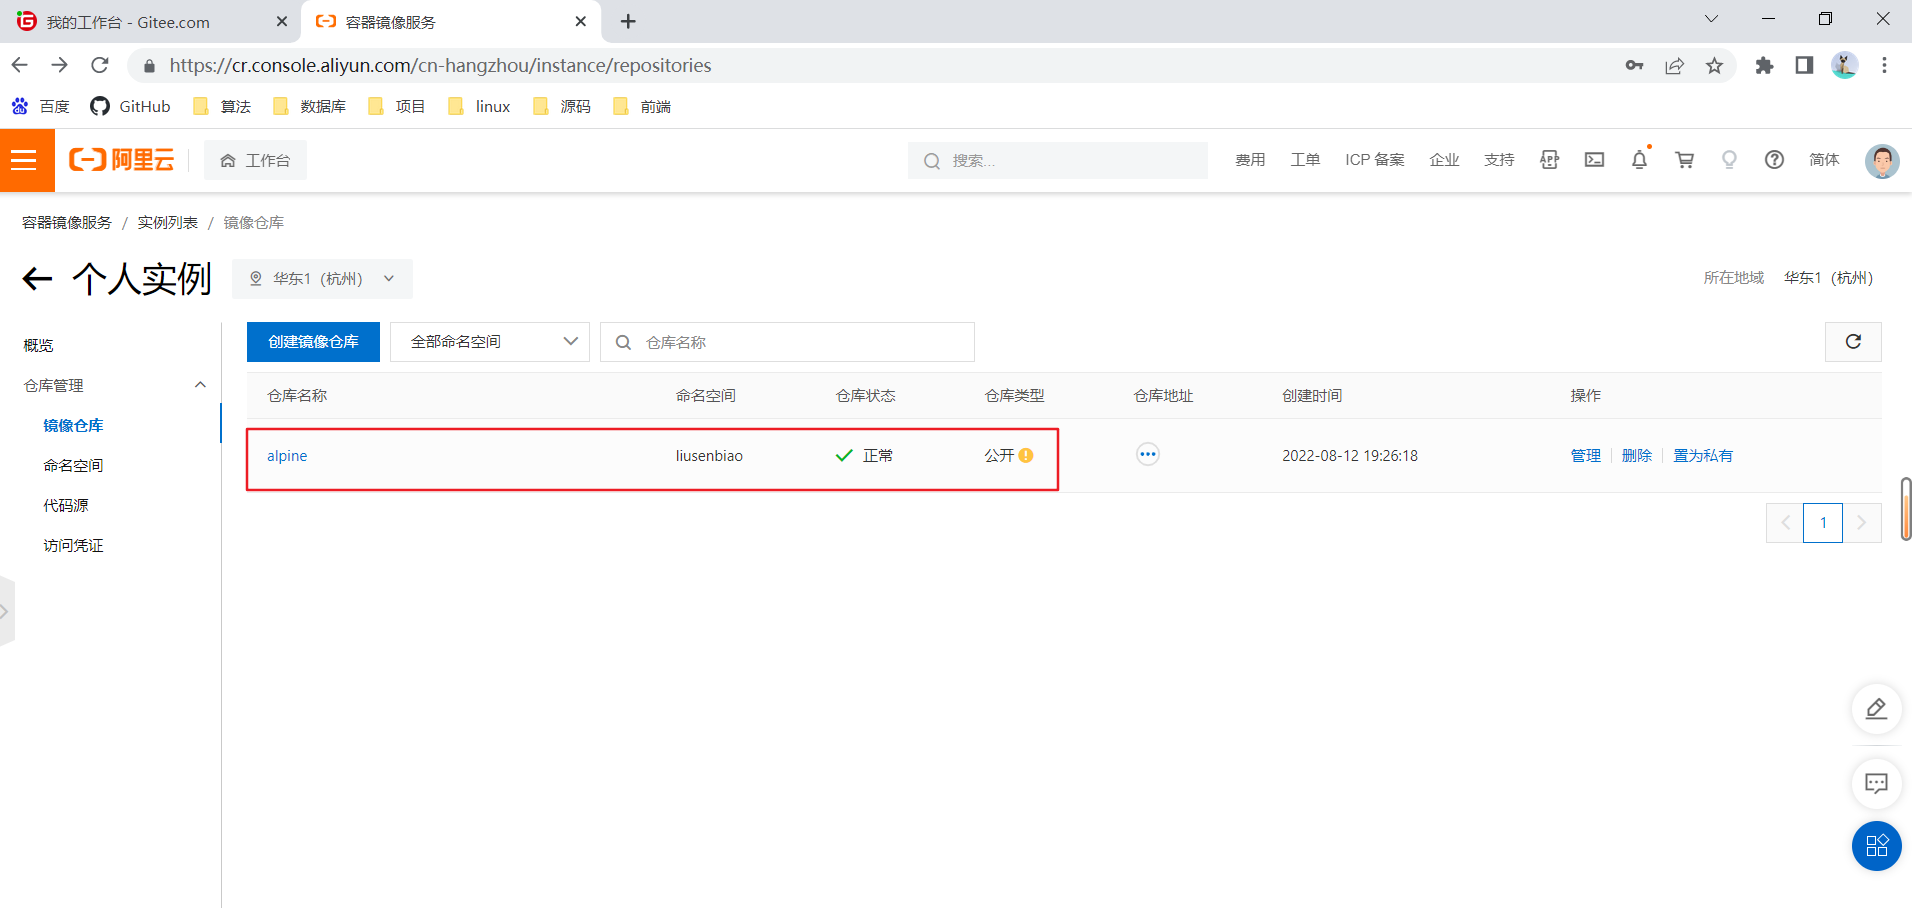 我的工作台 - Gitee.com
容器镜像服务
https://cr.console.aliyun.com/cn-hangzhou/instance/repositories
百度 GitHub 算法 数据库 项目 linux 源码 前端
阿里云 工作台 搜索... 费用 工单 ICP 备案 企业 支持 APP 简体
容器镜像服务 / 实例列表 / 镜像仓库
个人实例 华东1（杭州） 所在地域 华东1（杭州）
概览
仓库管理
镜像仓库
命名空间
代码源
访问凭证
创建镜像仓库 全部命名空间 仓库名称
仓库名称 命名空间 仓库状态 仓库类型 仓库地址 创建时间 操作
alpine liusenbiao 正常 公开 2022-08-12 19:26:18 管理 删除 置为私有
1